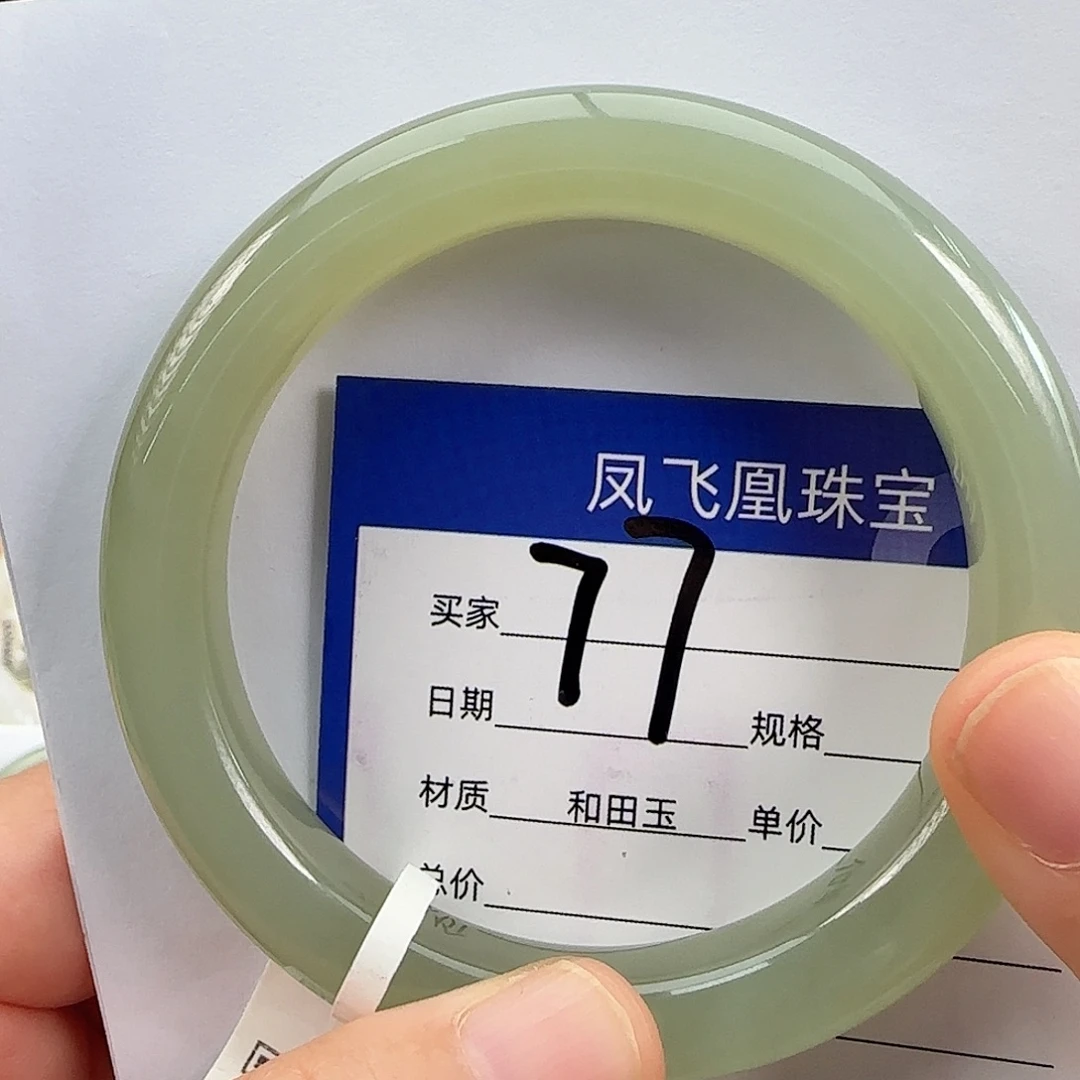 凤飞凰珠宝
77
买家
日期 规格
材质 和田玉 单价
总价